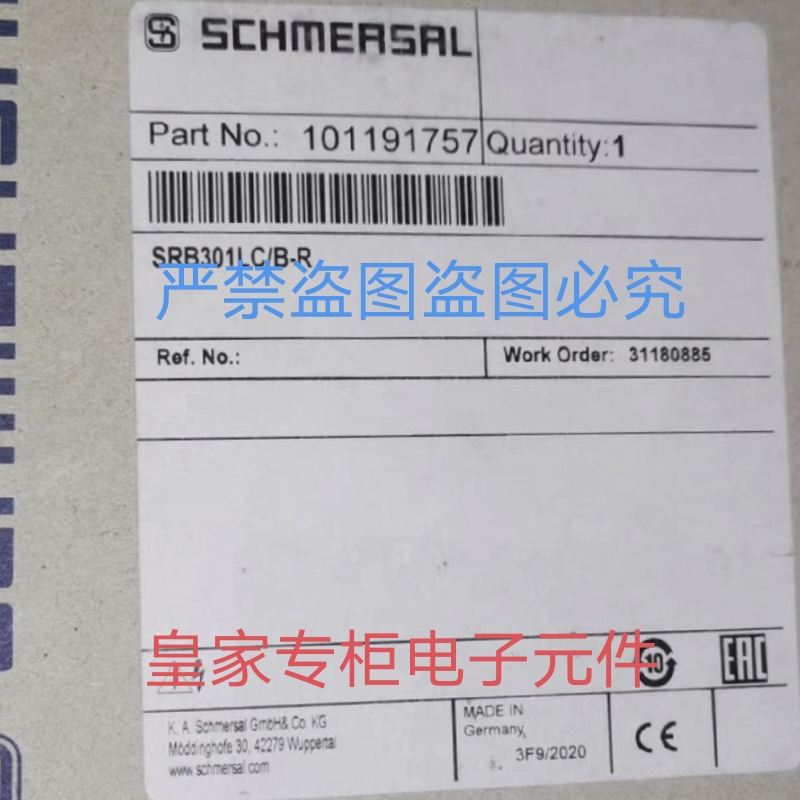 SCHMERSAL
Part No.: 101191757 Quantity:1
SRB301LC/B-R
严禁盗图盗图必究
Ref. No.: Work Order: 31180885
皇家专柜电子元件
10
EAC
K. A. Schmersal GmbH& Co. KG
Möddinghofe 30, 42279 Wuppertal
www.schmersal.com
MADE IN
Germany,
3F9/2020
CE